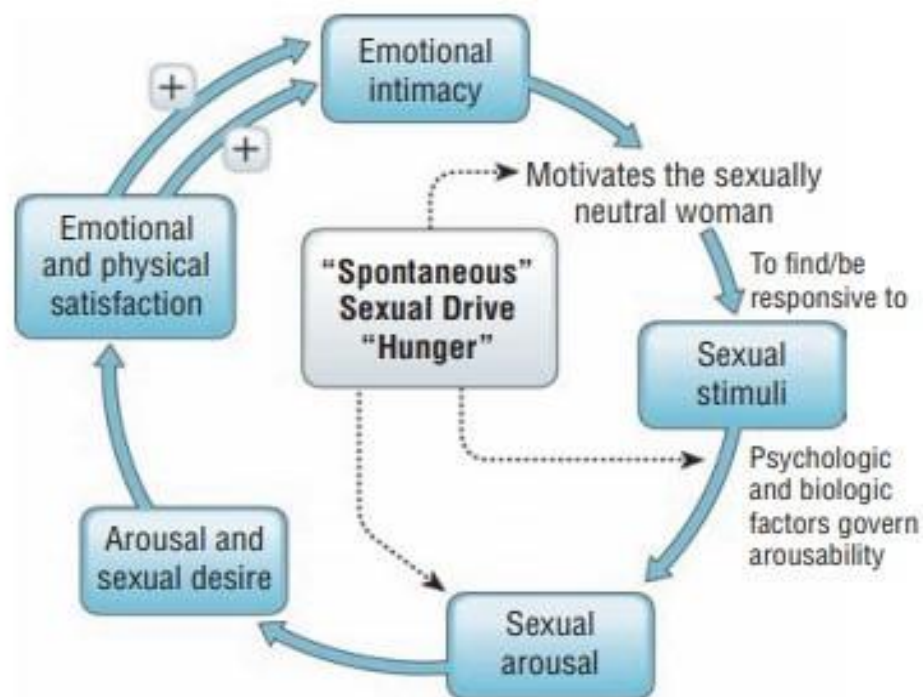 Emotional
intimacy
+
+
Motivates the sexually
neutral woman
To find/be
responsive to
Sexual
stimuli
Psychologic
and biologic
factors govern
arousability
Sexual
arousal
Arousal and
sexual desire
Emotional
and physical
satisfaction
“Spontaneous”
Sexual Drive
“Hunger”